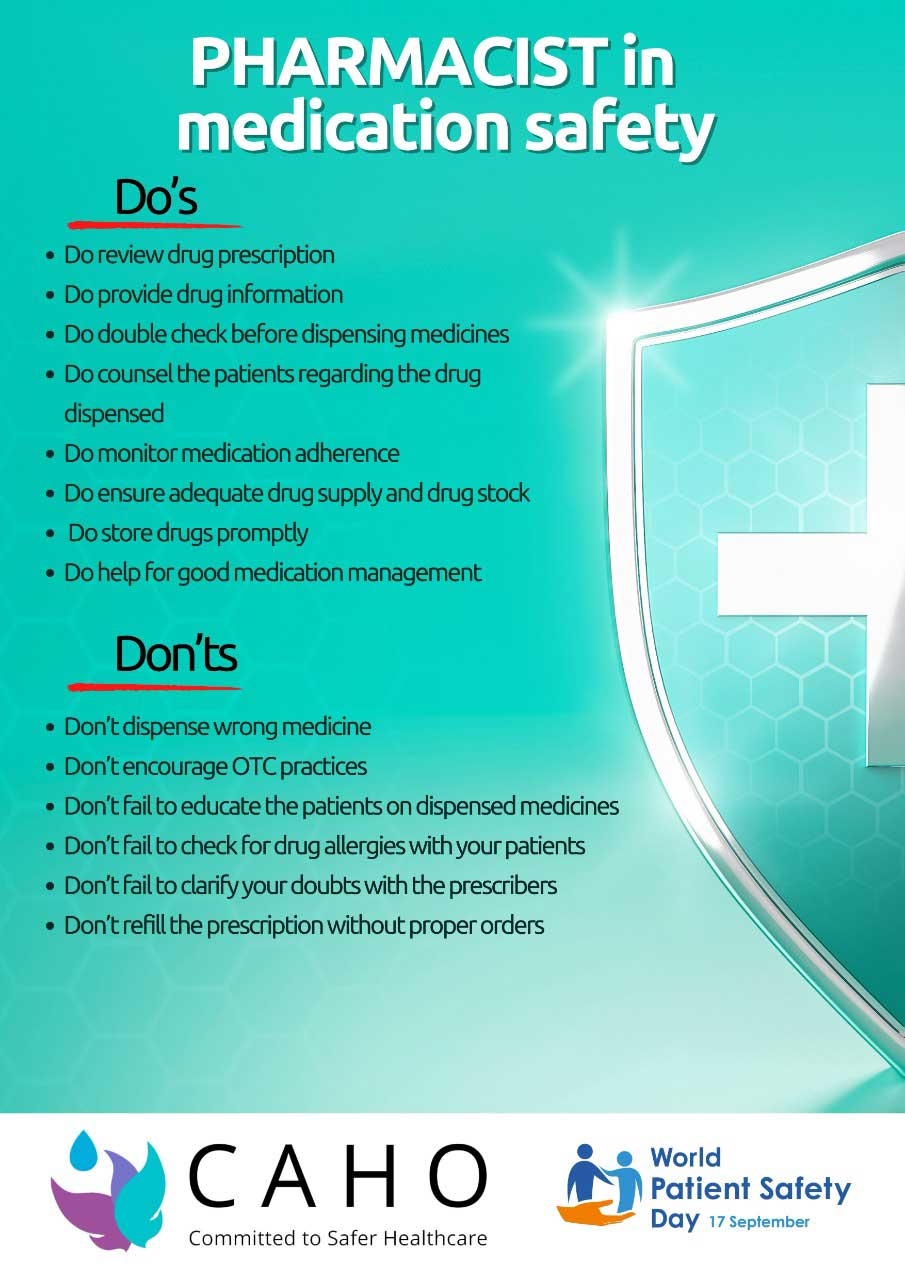 PHARMACIST in
medication safety
Do's
• Do review drug prescription
• Do provide drug information
• Do double check before dispensing medicines
• Do counsel the patients regarding the drug
dispensed
• Do monitor medication adherence
• Do ensure adequate drug supply and drug stock
• Do store drugs promptly
• Do help for good medication management
Don'ts
• Don't dispense wrong medicine
• Don't encourage OTC practices
• Don't fail to educate the patients on dispensed medicines
• Don't fail to check for drug allergies with your patients
• Don't fail to clarify your doubts with the prescribers
• Don't refill the prescription without proper orders
CAHO
Committed to Safer Healthcare
World
Patient Safety
Day 17 September